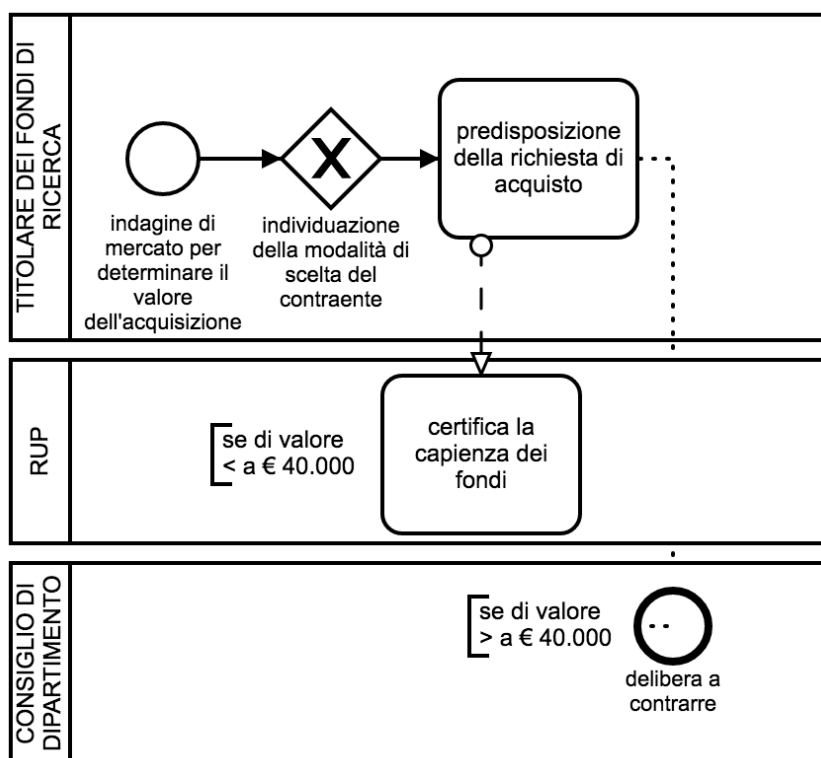 TITOLARE DEI FONDI DI
RICERCA
indagine di
mercato per
determinare il
valore
dell'acquisizione
X
individuazione
della modalità di
scelta del
contraente
predisposizione
della richiesta di
acquisto
RUP
se di valore
< a € 40.000
certifica la
capienza dei
fondi
CONSIGLIO DI
DIPARTIMENTO
se di valore
> a € 40.000
delibera a
contrarre